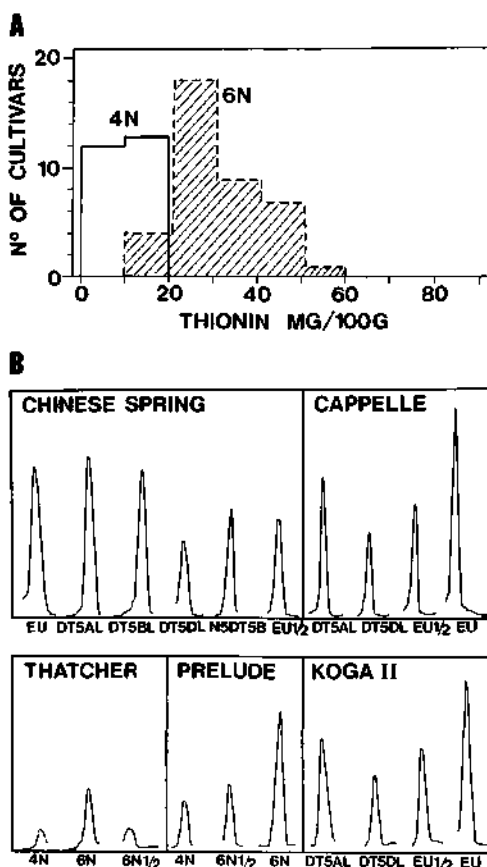 A
20
10
0
Nº OF CULTIVARS
4N
6N
0 20 40 60 80
THIONIN MG/100G
B
CHINESE SPRING
CAPPELLE
EU DT5AL DT5BL DT5DL N5DT5B EU1/2
DT5AL DT5DL EU1/2 EU
THATCHER
PRELUDE
KOGA II
4N 6N 6N1/2
4N 6N1/2 6N
DT5AL DT5DL EU1/2 EU